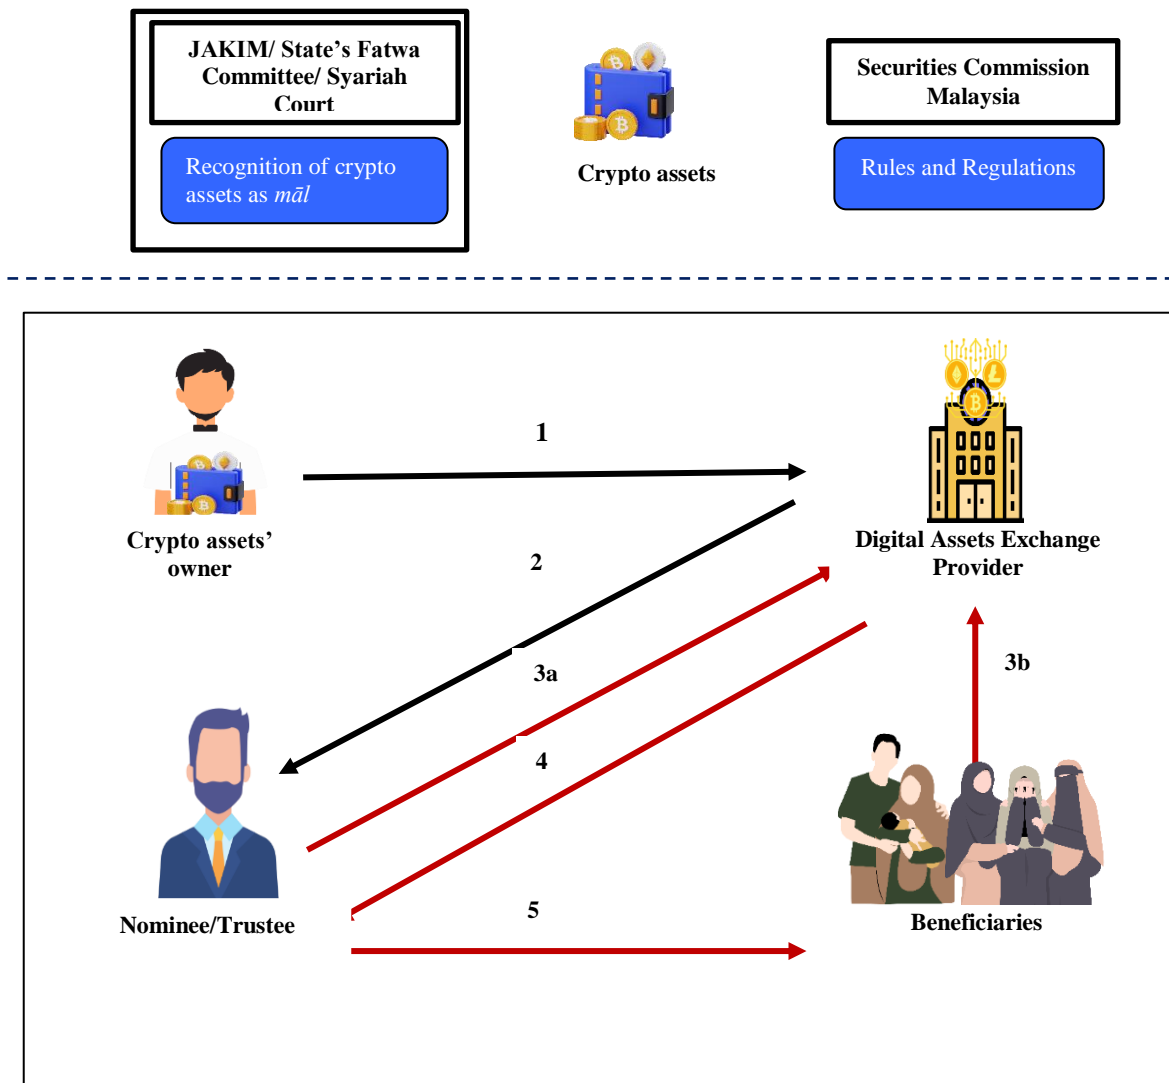 JAKIM/ State’s Fatwa
Committee/ Syariah
Court
Recognition of crypto
assets as māl
Crypto assets
Securities Commission
Malaysia
Rules and Regulations
1
Crypto assets’
owner
2
Digital Assets Exchange
Provider
3a
3b
4
Nominee/Trustee
5
Beneficiaries